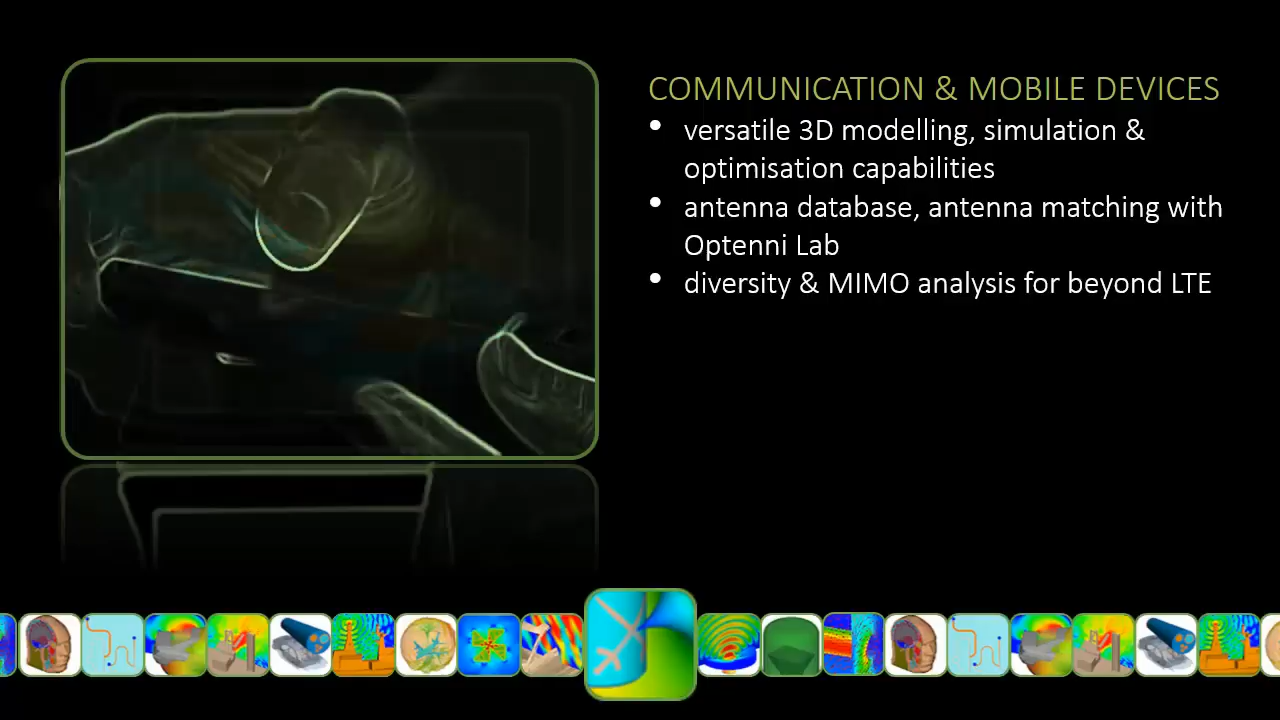 COMMUNICATION & MOBILE DEVICES
• versatile 3D modelling, simulation &
optimisation capabilities
• antenna database, antenna matching with
Optenni Lab
• diversity & MIMO analysis for beyond LTE